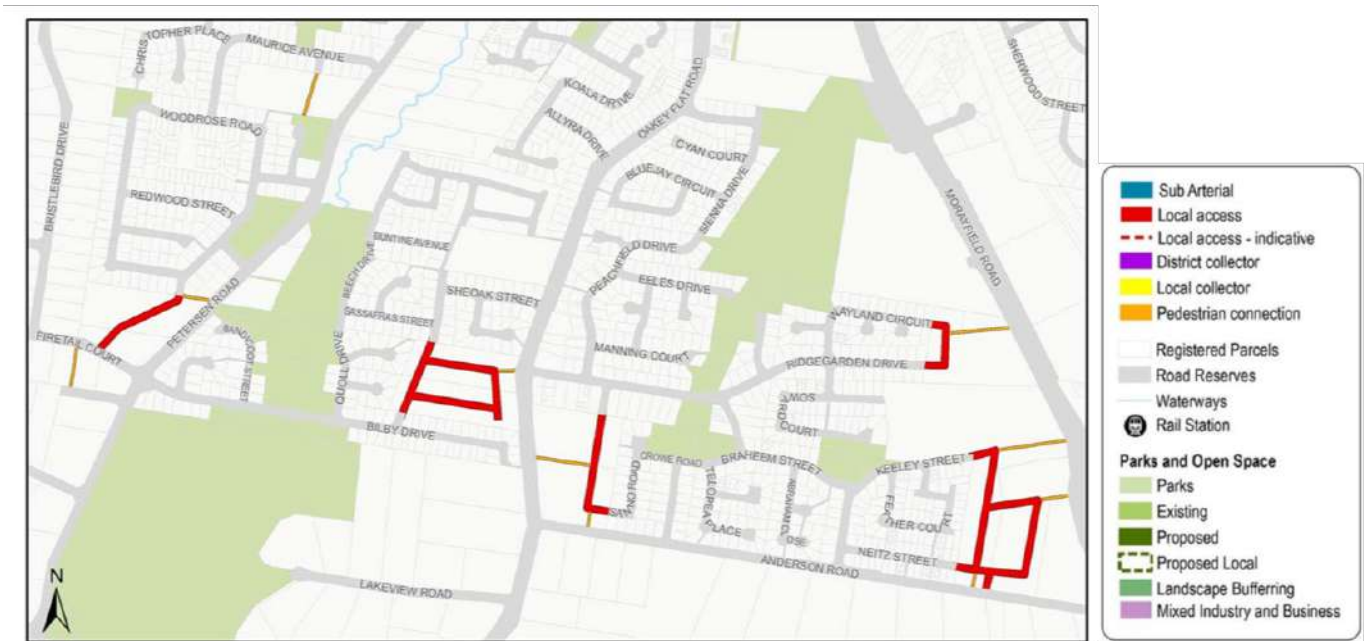 CHRIS
TOPHER PLACE
MAURICE AVENUE
WOODROSE ROAD
BRISTLEBIRD DRIVE
REDWOOD STREET
KOALA DRIVE
ALLYRA DRIVE
OAKEY FLAT ROAD
CYAN COURT
BLUEJAY CIRCUIT
SIENNA DRIVE
SHERWOOD STREET
MORAYFIELD ROAD
BUNTINE AVENUE
BEECH DRIVE
PEACHFIELD DRIVE
EELES DRIVE
SHEOAK STREET
SASSAFRAS STREET
PETERSEN ROAD
FIRETAIL COURT
QUOLL DRIVE
MANNING COURT
WAYLAND CIRCUIT
RIDGEGARDEN DRIVE
BILBY DRIVE
COURT
CROWE ROAD
BRAHEEM STREET
KEELEY STREET
TELOPEA PLACE
NEITZ STREET
ANDERSON ROAD
LAKEVIEW ROAD
N
Sub Arterial
Local access
Local access - indicative
District collector
Local collector
Pedestrian connection
Registered Parcels
Road Reserves
Waterways
Rail Station
Parks and Open Space
Parks
Existing
Proposed
Proposed Local
Landscape Bufferring
Mixed Industry and Business